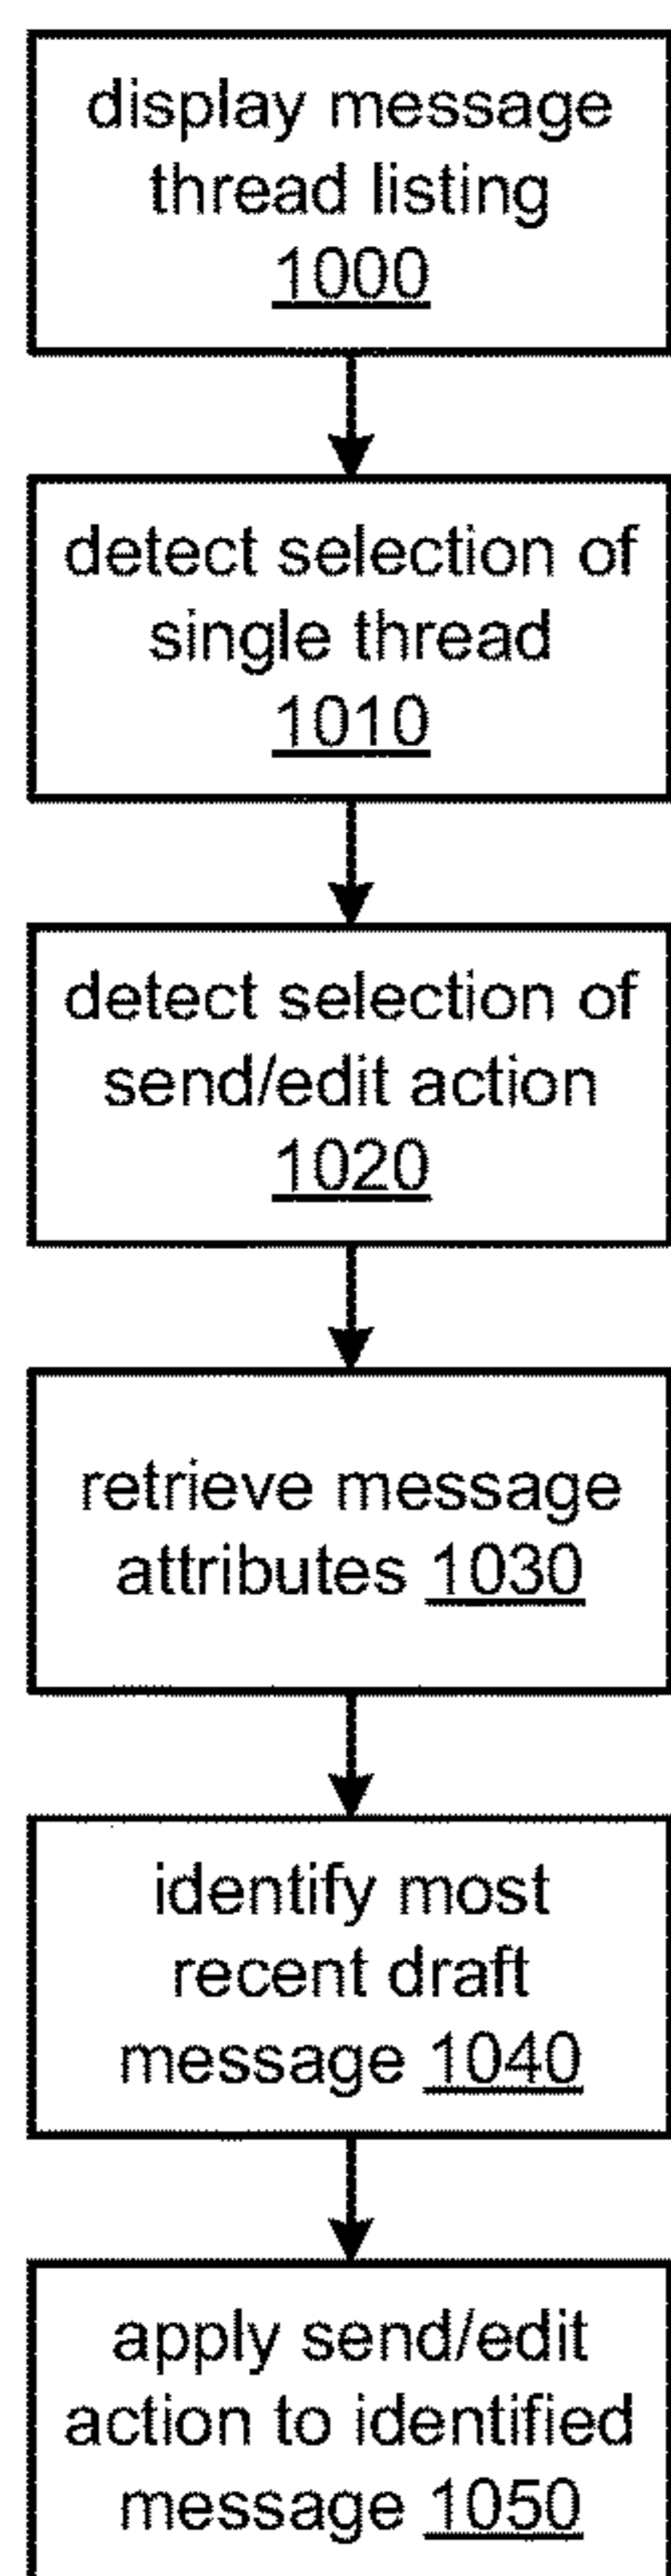 display message
thread listing
1000
detect selection of
single thread
1010
detect selection of
send/edit action
1020
retrieve message
attributes 1030
identify most
recent draft
message 1040
apply send/edit
action to identified
message 1050